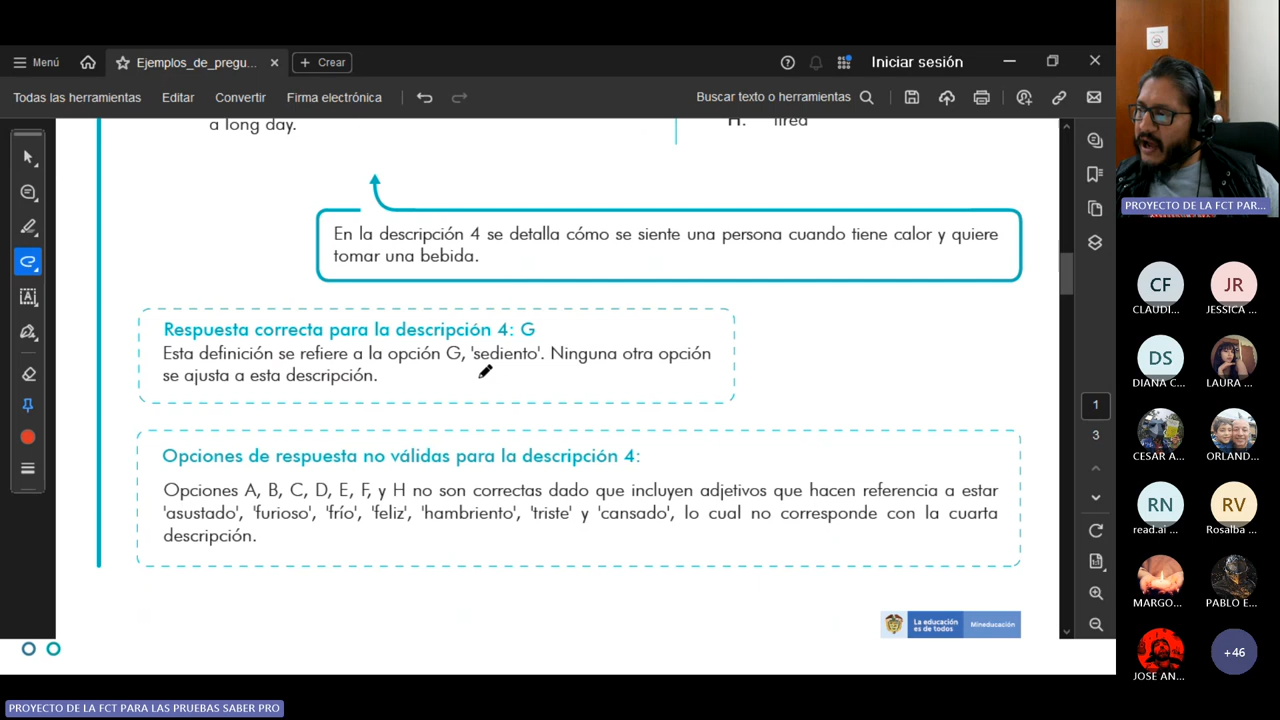 Menú
Ejemplos_de_pregu...
Crear
Iniciar sesión
Todas las herramientas
Editar
Convertir
Firma electrónica
Buscar texto o herramientas
a long day.
H. Tired
En la descripción 4 se detalla cómo se siente una persona cuando tiene calor y quiere
tomar una bebida.
Respuesta correcta para la descripción 4: G
Esta definición se refiere a la opción G, 'sediento'. Ninguna otra opción
se ajusta a esta descripción.
Opciones de respuesta no válidas para la descripción 4:
Opciones A, B, C, D, E, F, y H no son correctas dado que incluyen adjetivos que hacen referencia a estar
'asustado', 'furioso', 'frío', 'feliz', 'hambriento', 'triste' y 'cansado', lo cual no corresponde con la cuarta
descripción.
La educación
es de todos
Mineducación
1
3
PROYECTO DE LA FCT PAR...
CF
CLAUDI...
JR
JESSICA ...
DS
DIANA C...
LAURA ...
CESAR A...
ORLAND...
RN
read.ai ...
RV
Rosalba ...
MARGO...
PABLO E...
JOSE AN...
+46
PROYECTO DE LA FCT PARA LAS PRUEBAS SABER PRO